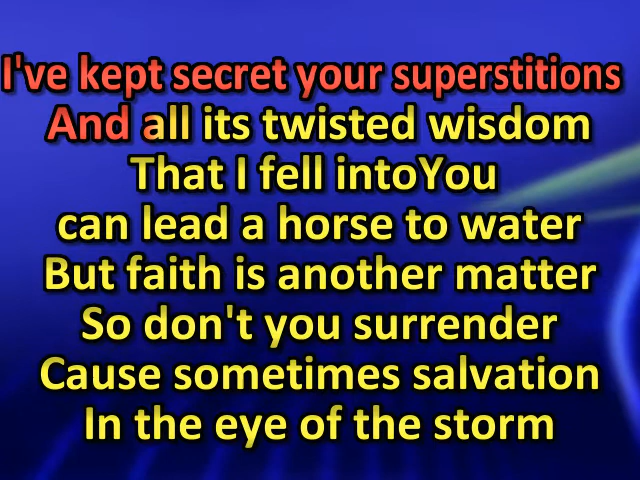 I've kept secret your superstitions
And all its twisted wisdom
That I fell intoYou
can lead a horse to water
But faith is another matter
So don't you surrender
Cause sometimes salvation
In the eye of the storm